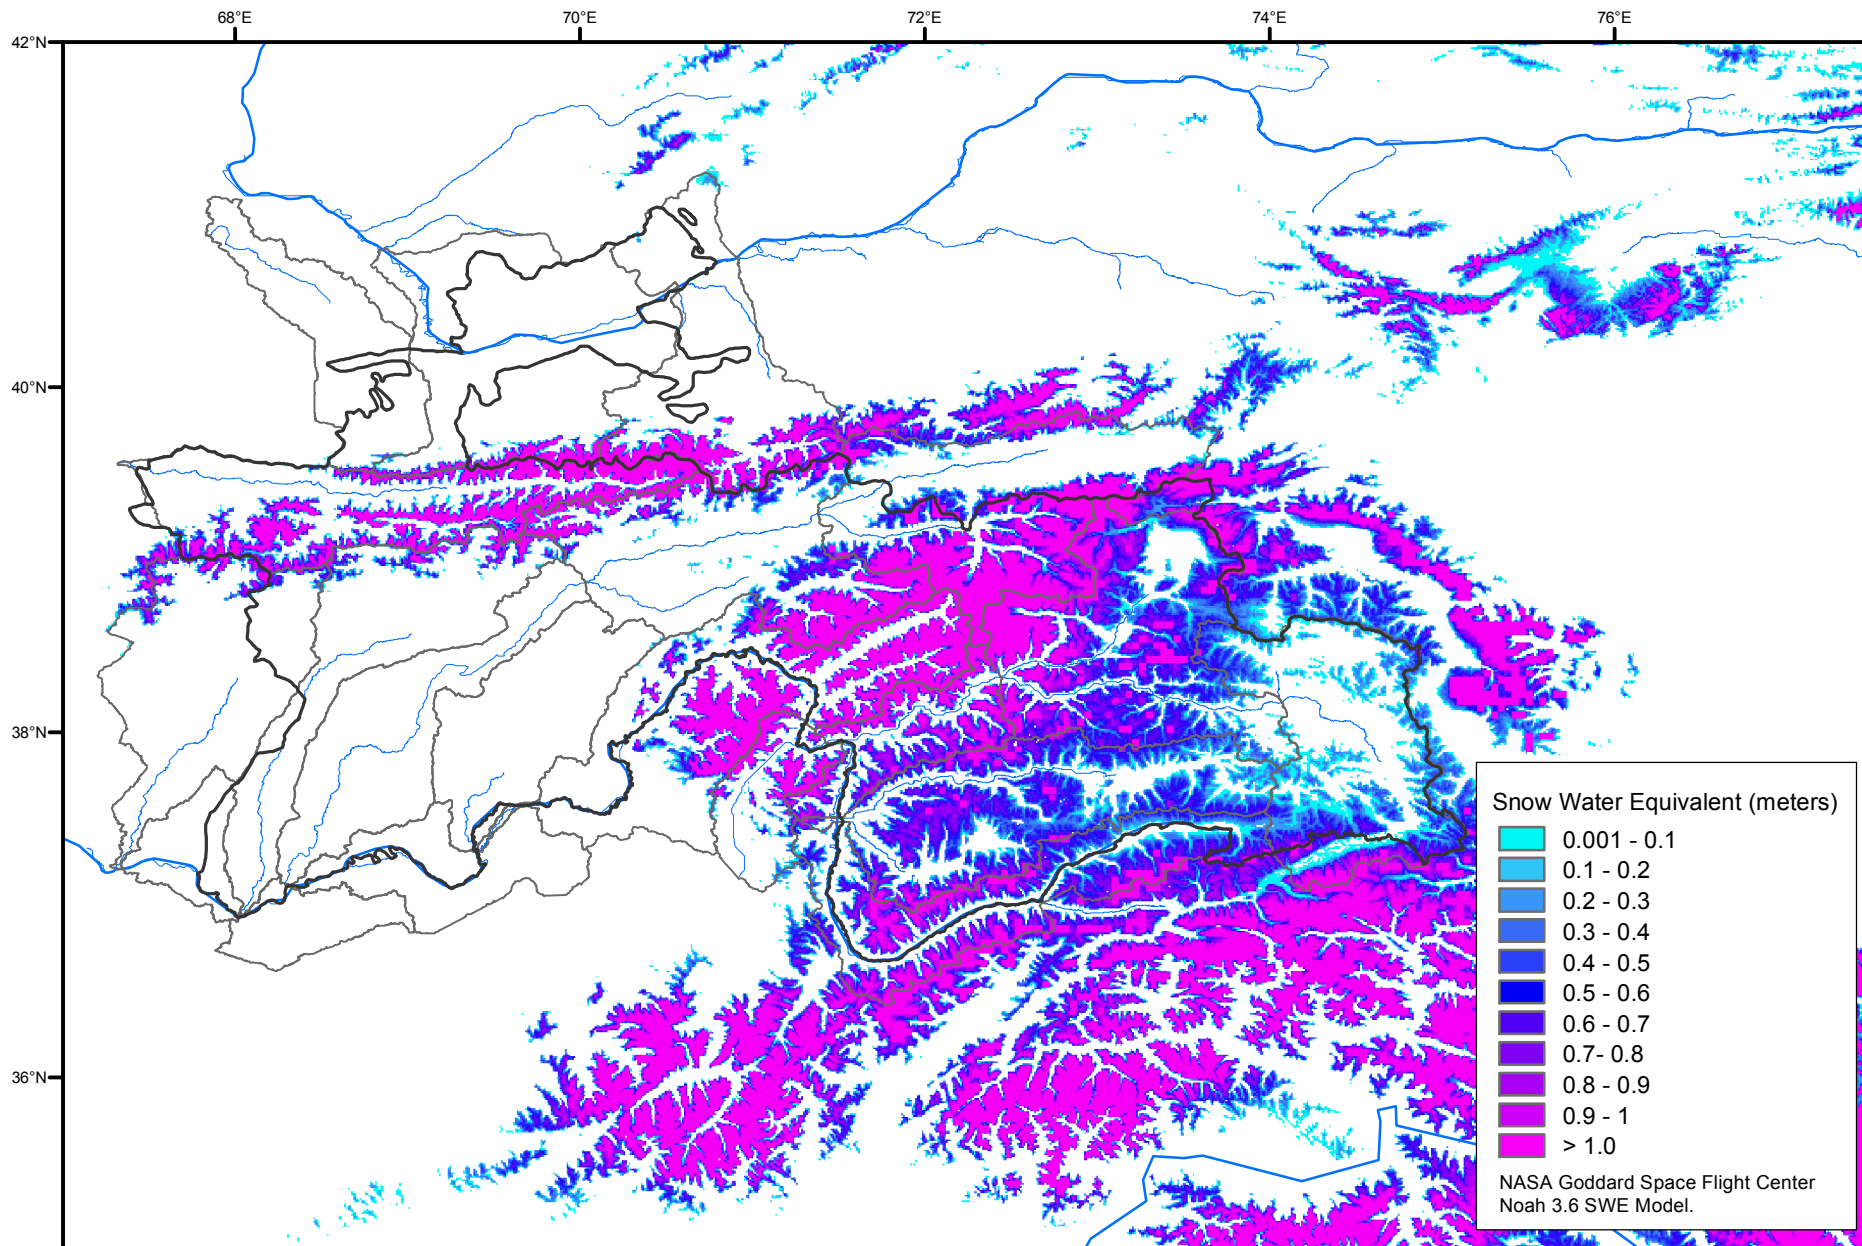 68°E
70°E
72°E
74°E
76°E
42°N
40°N
38°N
36°N
Snow Water Equivalent (meters)
0.001 - 0.1
0.1 - 0.2
0.2 - 0.3
0.3 - 0.4
0.4 - 0.5
0.5 - 0.6
0.6 - 0.7
0.7- 0.8
0.8 - 0.9
0.9 - 1
> 1.0
NASA Goddard Space Flight Center
Noah 3.6 SWE Model.